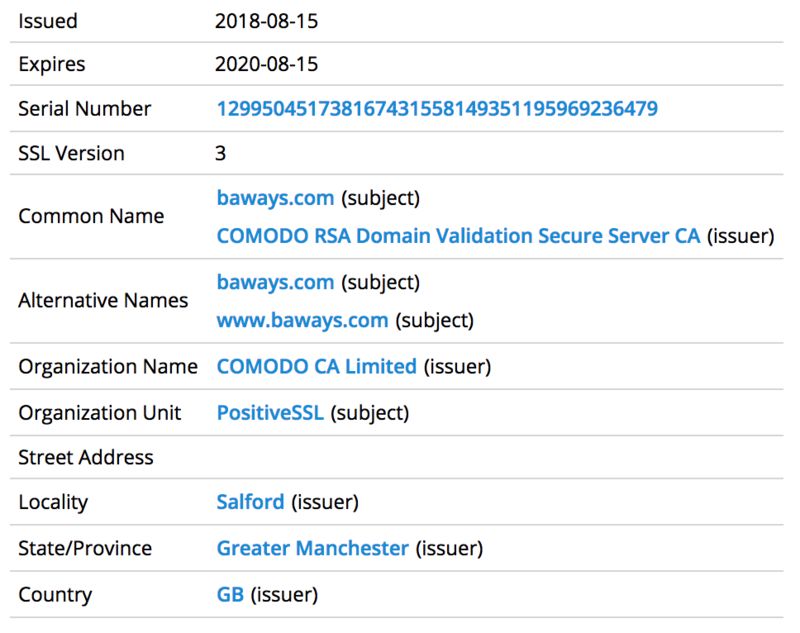 Issued 2018-08-15
Expires 2020-08-15
Serial Number 129950451738167431558149351195969236479
SSL Version 3
Common Name baways.com (subject)
COMODO RSA Domain Validation Secure Server CA (issuer)
Alternative Names baways.com (subject)
www.baways.com (subject)
Organization Name COMODO CA Limited (issuer)
Organization Unit PositiveSSL (subject)
Street Address
Locality Salford (issuer)
State/Province Greater Manchester (issuer)
Country GB (issuer)